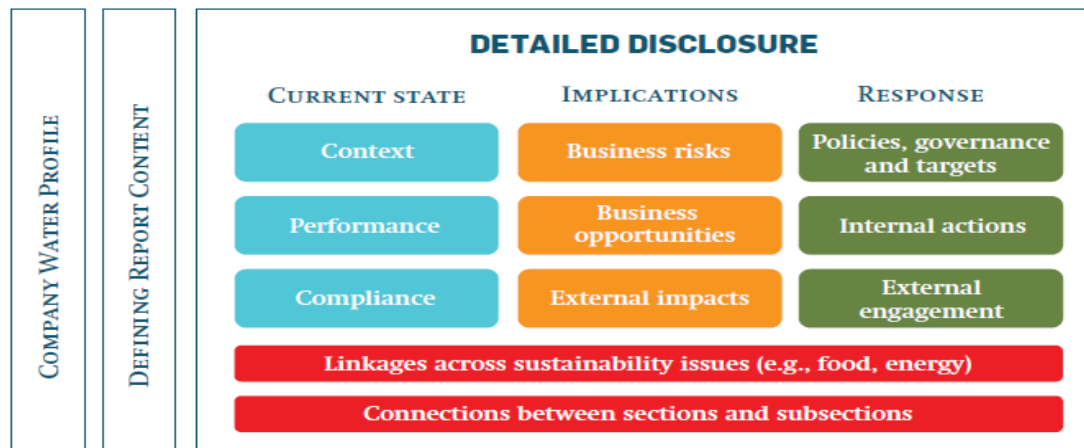 COMPANY WATER PROFILE
DEFINING REPORT CONTENT
DETAILED DISCLOSURE
CURRENT STATE
IMPLICATIONS
RESPONSE
Context
Business risks
Policies, governance
and targets
Performance
Business
opportunities
Internal actions
Compliance
External impacts
External
engagement
Linkages across sustainability issues (e.g., food, energy)
Connections between sections and subsections